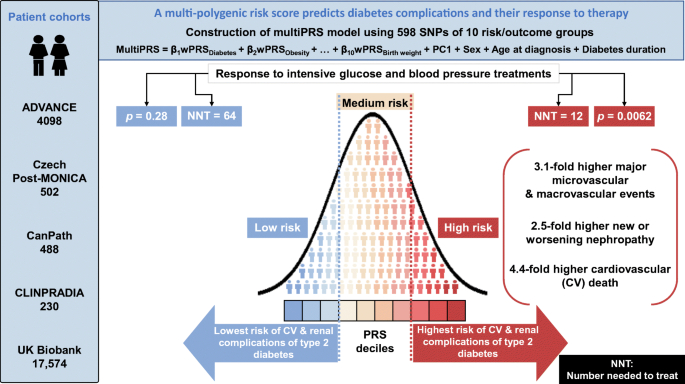 Patient cohorts
ADVANCE
4098
Czech
Post-MONICA
502
CanPath
488
CLINPRADIA
230
UK Biobank
17,574
A multi-polygenic risk score predicts diabetes complications and their response to therapy
Construction of multiPRS model using 598 SNPs of 10 risk/outcome groups
MultiPRS = β1wPRSDiabetes + β2wPRSObesity + … + β10wPRSBirth weight + PC1 + Sex + Age at diagnosis + Diabetes duration
Response to intensive glucose and blood pressure treatments
p = 0.28
NNT = 64
Medium risk
NNT = 12
p = 0.0062
Low risk
High risk
3.1-fold higher major
microvascular
& macrovascular events
2.5-fold higher new or
worsening nephropathy
4.4-fold higher cardiovascular
(CV) death
Lowest risk of CV & renal
complications of type 2
diabetes
PRS
deciles
Highest risk of CV & renal
complications of type 2
diabetes
NNT:
Number needed to treat